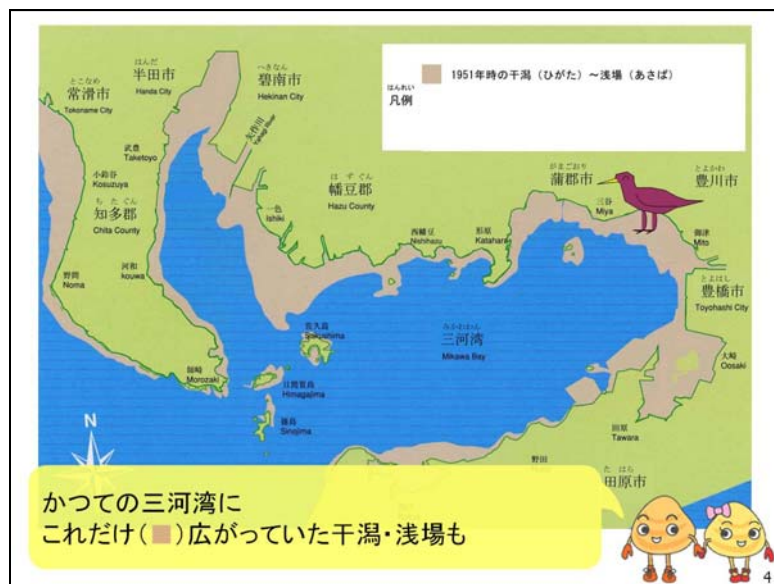 1951年時の干潟（ひがた）～浅場（あさば）
はんれい
凡例
とこなめ
常滑市
Tokoname City
はんだ
半田市
Handa City
へきなん
碧南市
Hekinan City
矢作川
Yahagi River
武豊
Taketoyo
小鈴谷
Kosuzuya
ちたぐん
知多郡
Chita County
はずぐん
幡豆郡
Hazu County
一色
Ishiki
がまごおり
蒲郡市
三谷
Miya
とよかわ
豊川市
御津
Mito
西幡豆
Nishihazu
形原
Katahara
野間
Noma
河和
kouwa
とよはし
豊橋市
Toyohashi City
佐久島
Sakushima
みかわわん
三河湾
Mikawa Bay
大崎
Oosaki
師崎
Morozaki
日間賀島
Himagajima
篠島
Sinojima
田原
Tawara
野田
たはら
田原市
N
かつての三河湾に
これだけ(■)広がっていた干潟・浅場も
4